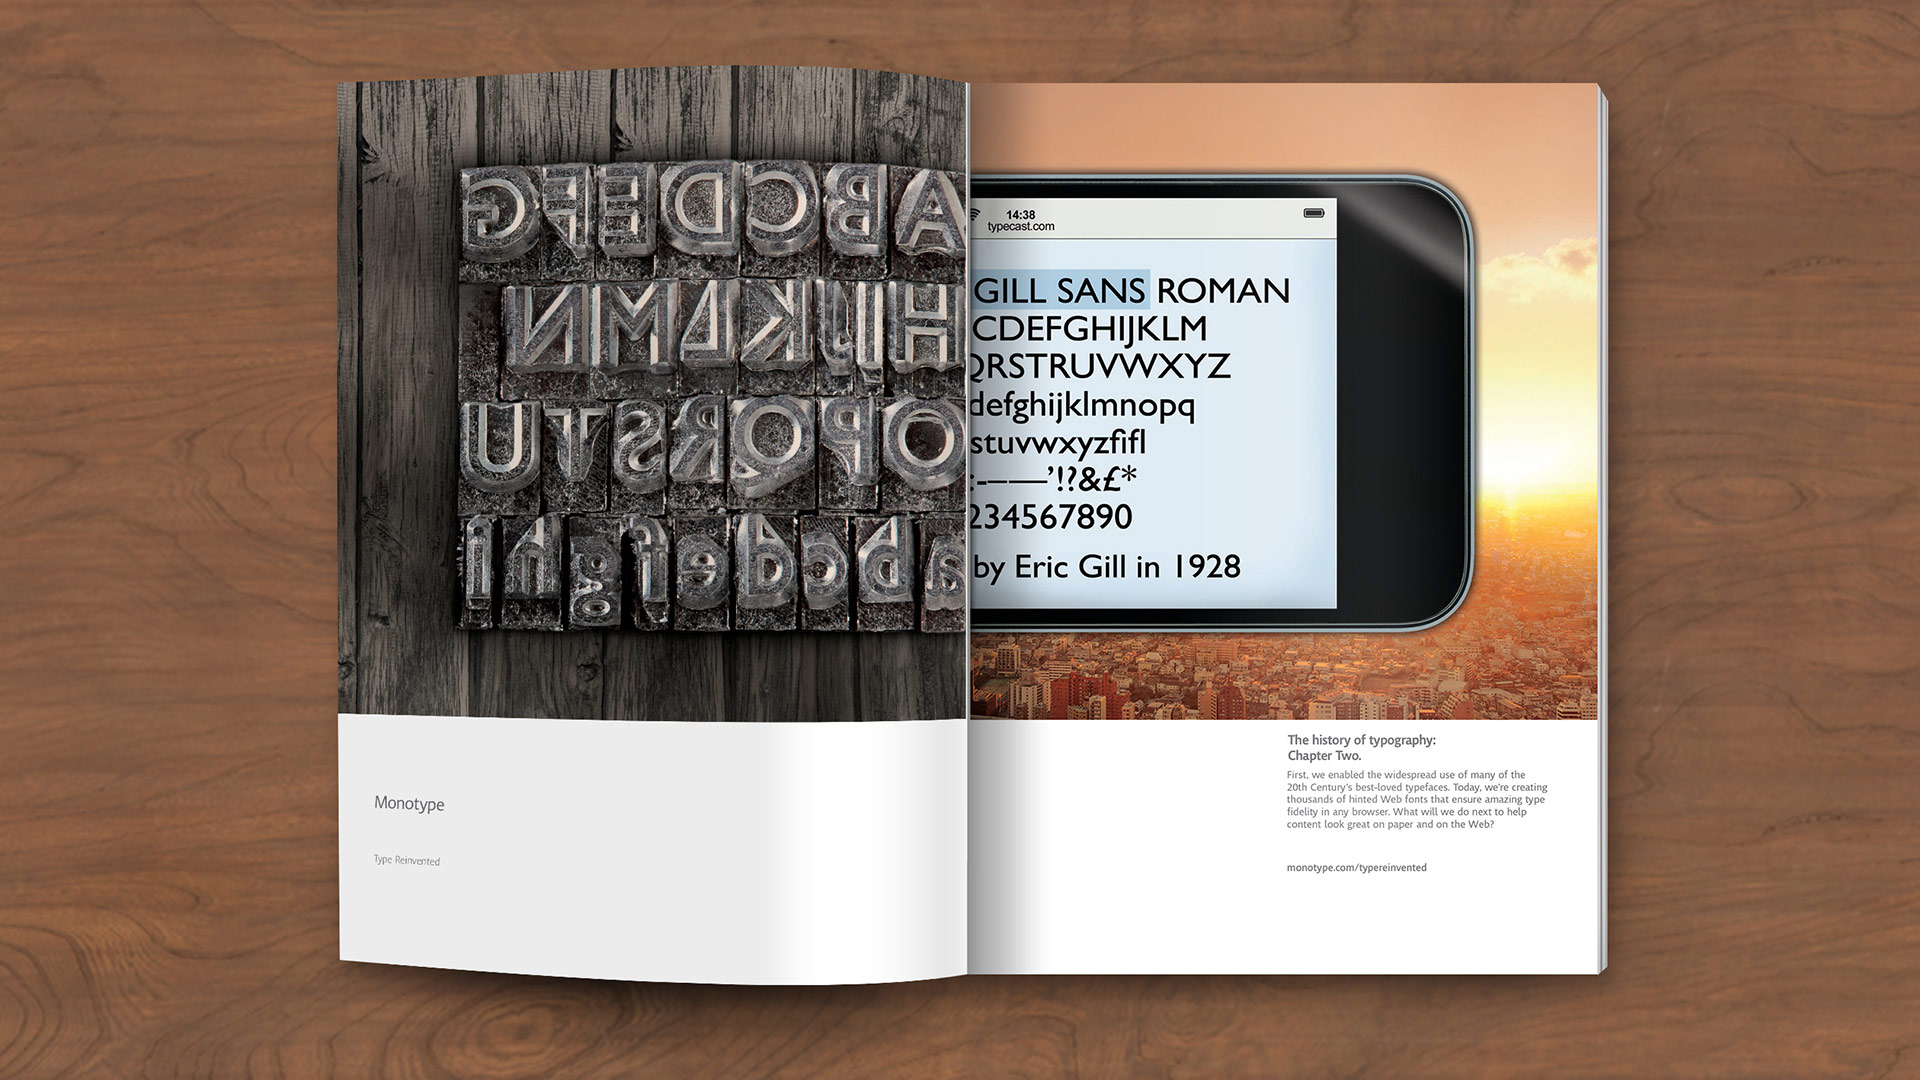 G F E D C B A
N M L K J I H
U T S R Q P O
i h g f e d c b a
Monotype
Type Reinvented
14:38
typecast.com
GILL SANS ROMAN
CDEFGHIJKLM
QRSTRUVWXYZ
defghijklmnopq
stuvwxyzfifl
:-–—’!?&£*
234567890
by Eric Gill in 1928
The history of typography:
Chapter Two.
First, we enabled the widespread use of many of the
20th Century's best-loved typefaces. Today, we're creating
thousands of hinted Web fonts that ensure amazing type
fidelity in any browser. What will we do next to help
content look great on paper and on the Web?
monotype.com/typereinvented